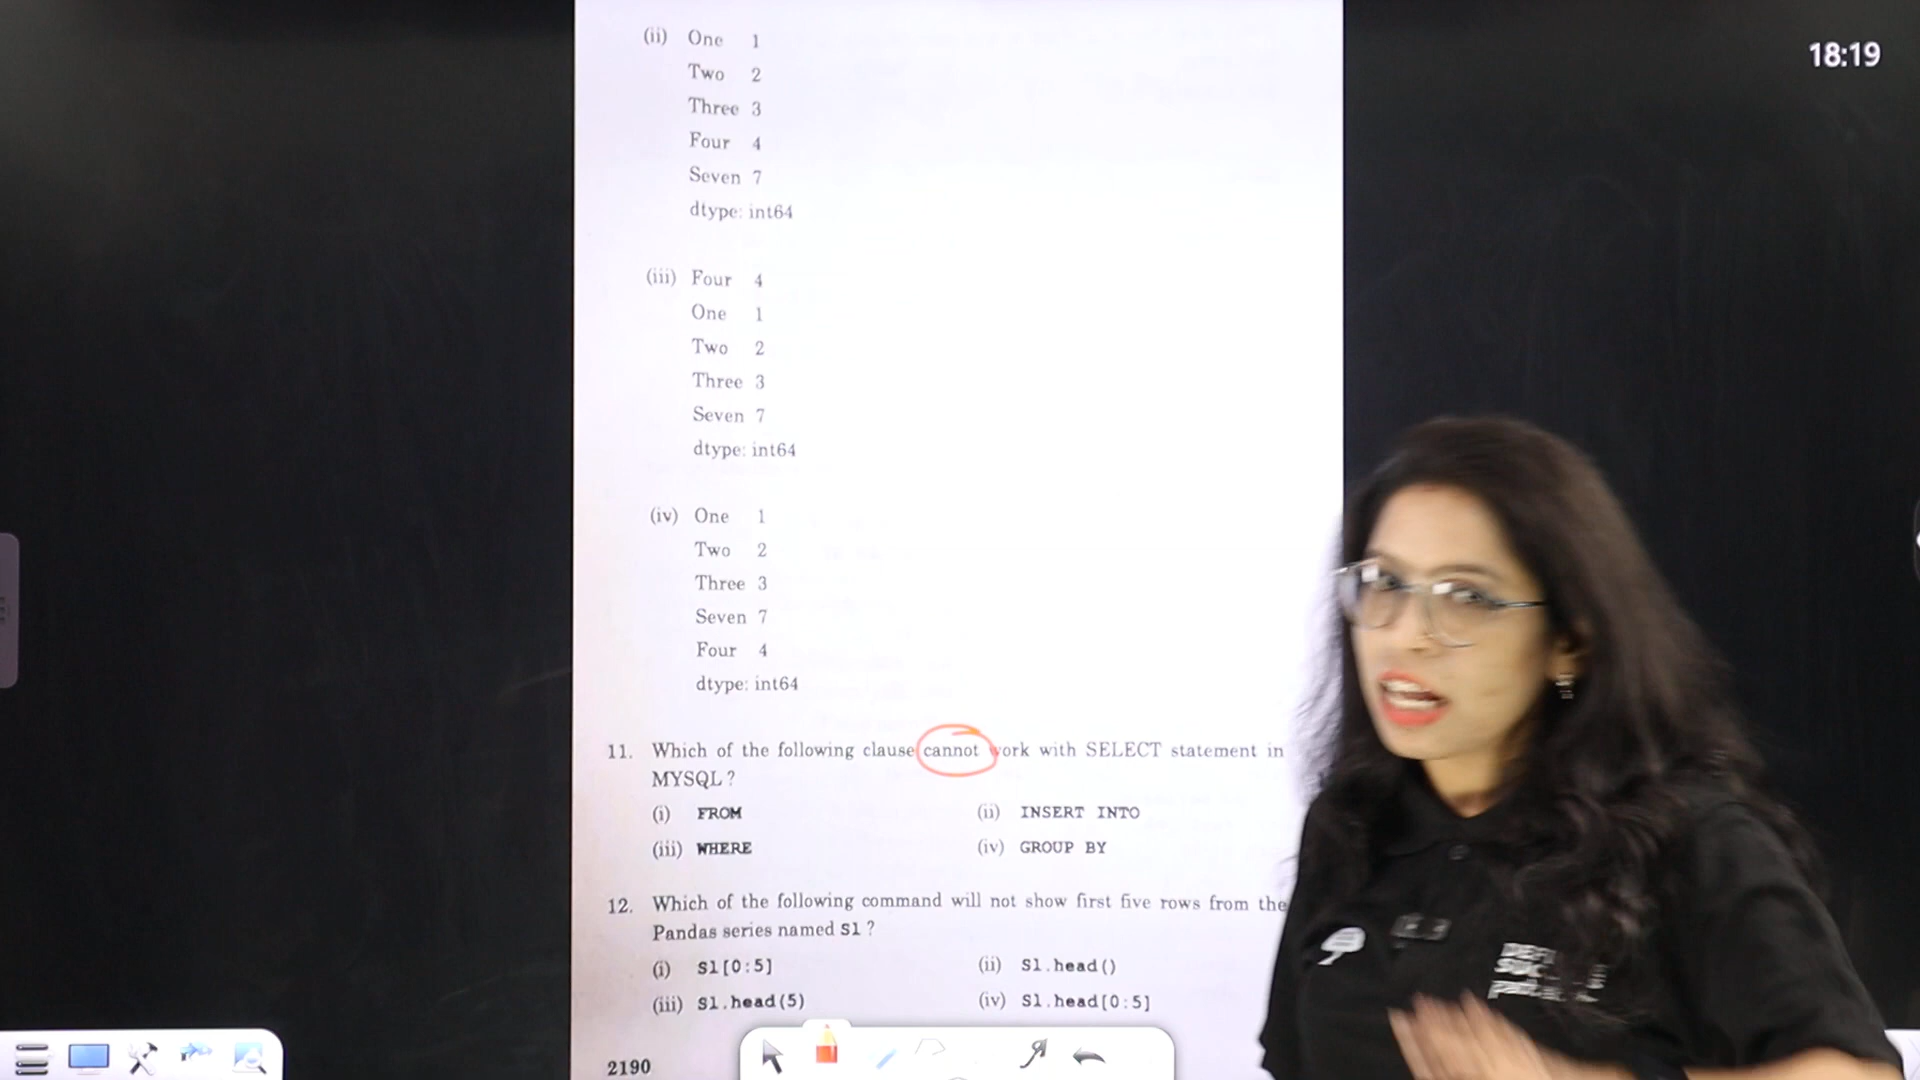 18:19
(ii) One 1
Two 2
Three 3
Four 4
Seven 7
dtype: int64
(iii) Four 4
One 1
Two 2
Three 3
Seven 7
dtype: int64
(iv) One 1
Two 2
Three 3
Seven 7
Four 4
dtype: int64
11. Which of the following clause cannot work with SELECT statement in
MYSQL ?
(i) FROM (ii) INSERT INTO
(iii) WHERE (iv) GROUP BY
12. Which of the following command will not show first five rows from the
Pandas series named S1 ?
(i) S1[0:5] (ii) S1.head()
(iii) S1.head(5) (iv) S1.head[0:5]
2190